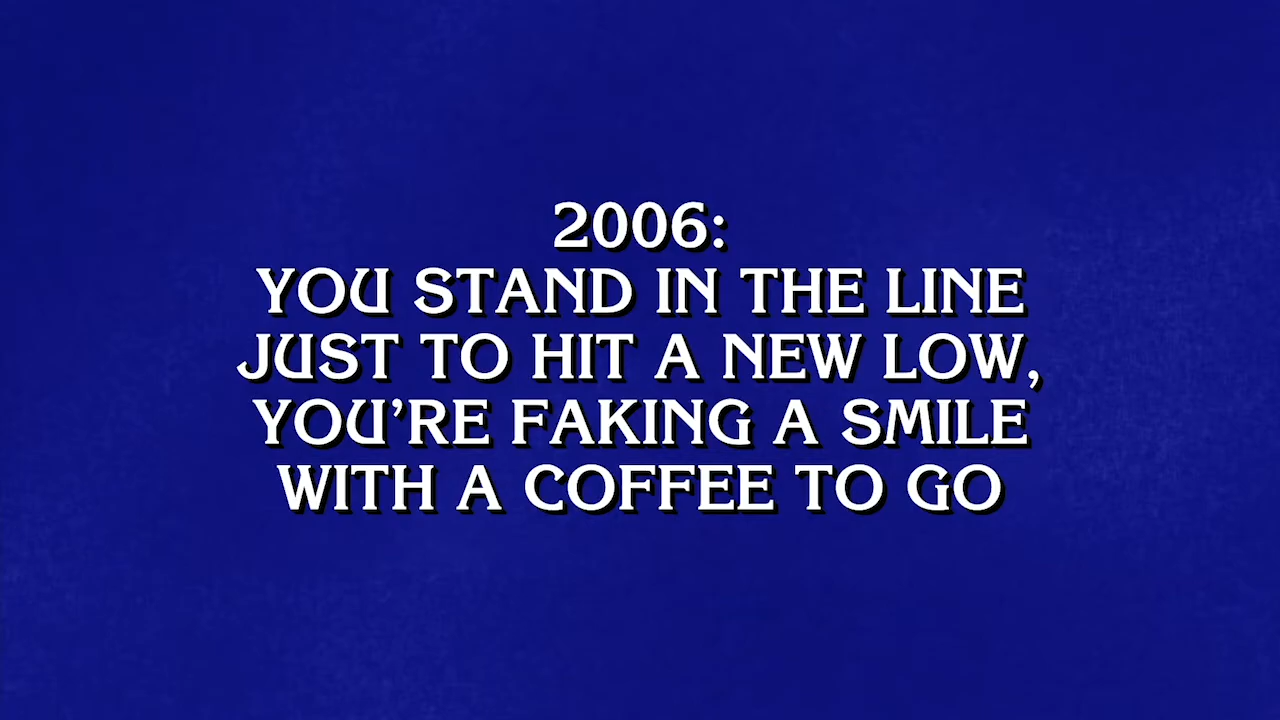 2006:
YOU STAND IN THE LINE
JUST TO HIT A NEW LOW,
YOU'RE FAKING A SMILE
WITH A COFFEE TO GO